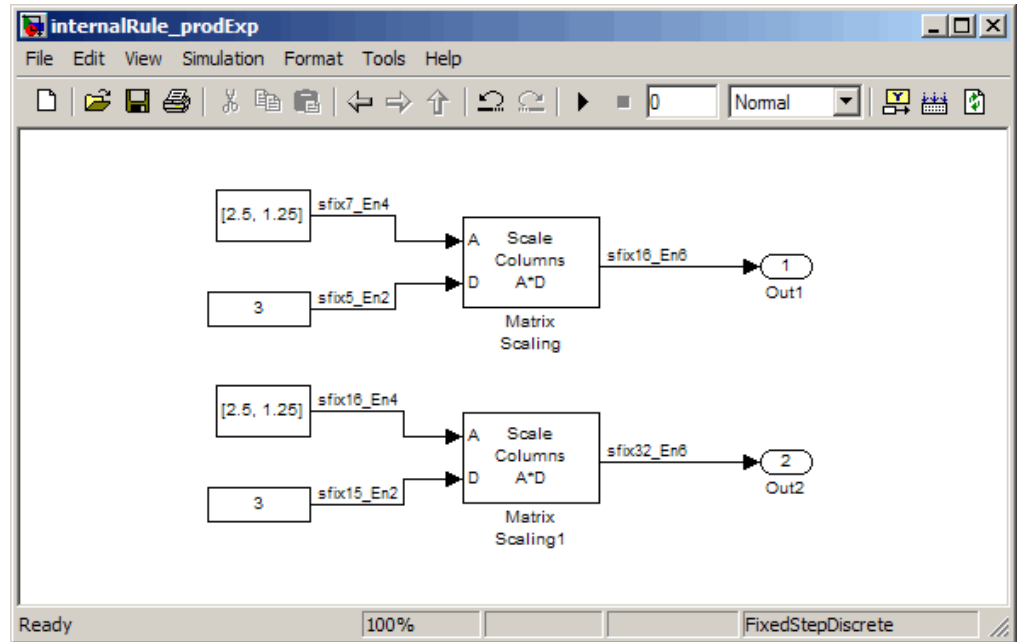 internalRule_prodExp
File Edit View Simulation Format Tools Help
0 Normal
[2.5, 1.25] sfix7_En4
A Scale Columns A*D
D
sfix16_En6
1
Out1
3 sfix5_En2
Matrix
Scaling
[2.5, 1.25] sfix16_En4
A Scale Columns A*D
D
sfix32_En6
2
Out2
3 sfix15_En2
Matrix
Scaling1
Ready 100% FixedStepDiscrete